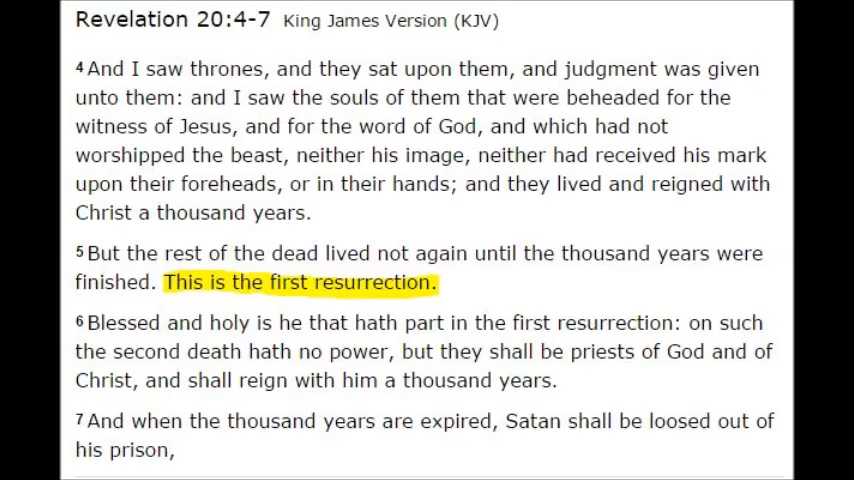 Revelation 20:4-7 King James Version (KJV)
4 And I saw thrones, and they sat upon them, and judgment was given
unto them: and I saw the souls of them that were beheaded for the
witness of Jesus, and for the word of God, and which had not
worshipped the beast, neither his image, neither had received his mark
upon their foreheads, or in their hands; and they lived and reigned with
Christ a thousand years.
5 But the rest of the dead lived not again until the thousand years were
finished. This is the first resurrection.
6 Blessed and holy is he that hath part in the first resurrection: on such
the second death hath no power, but they shall be priests of God and of
Christ, and shall reign with him a thousand years.
7 And when the thousand years are expired, Satan shall be loosed out of
his prison,